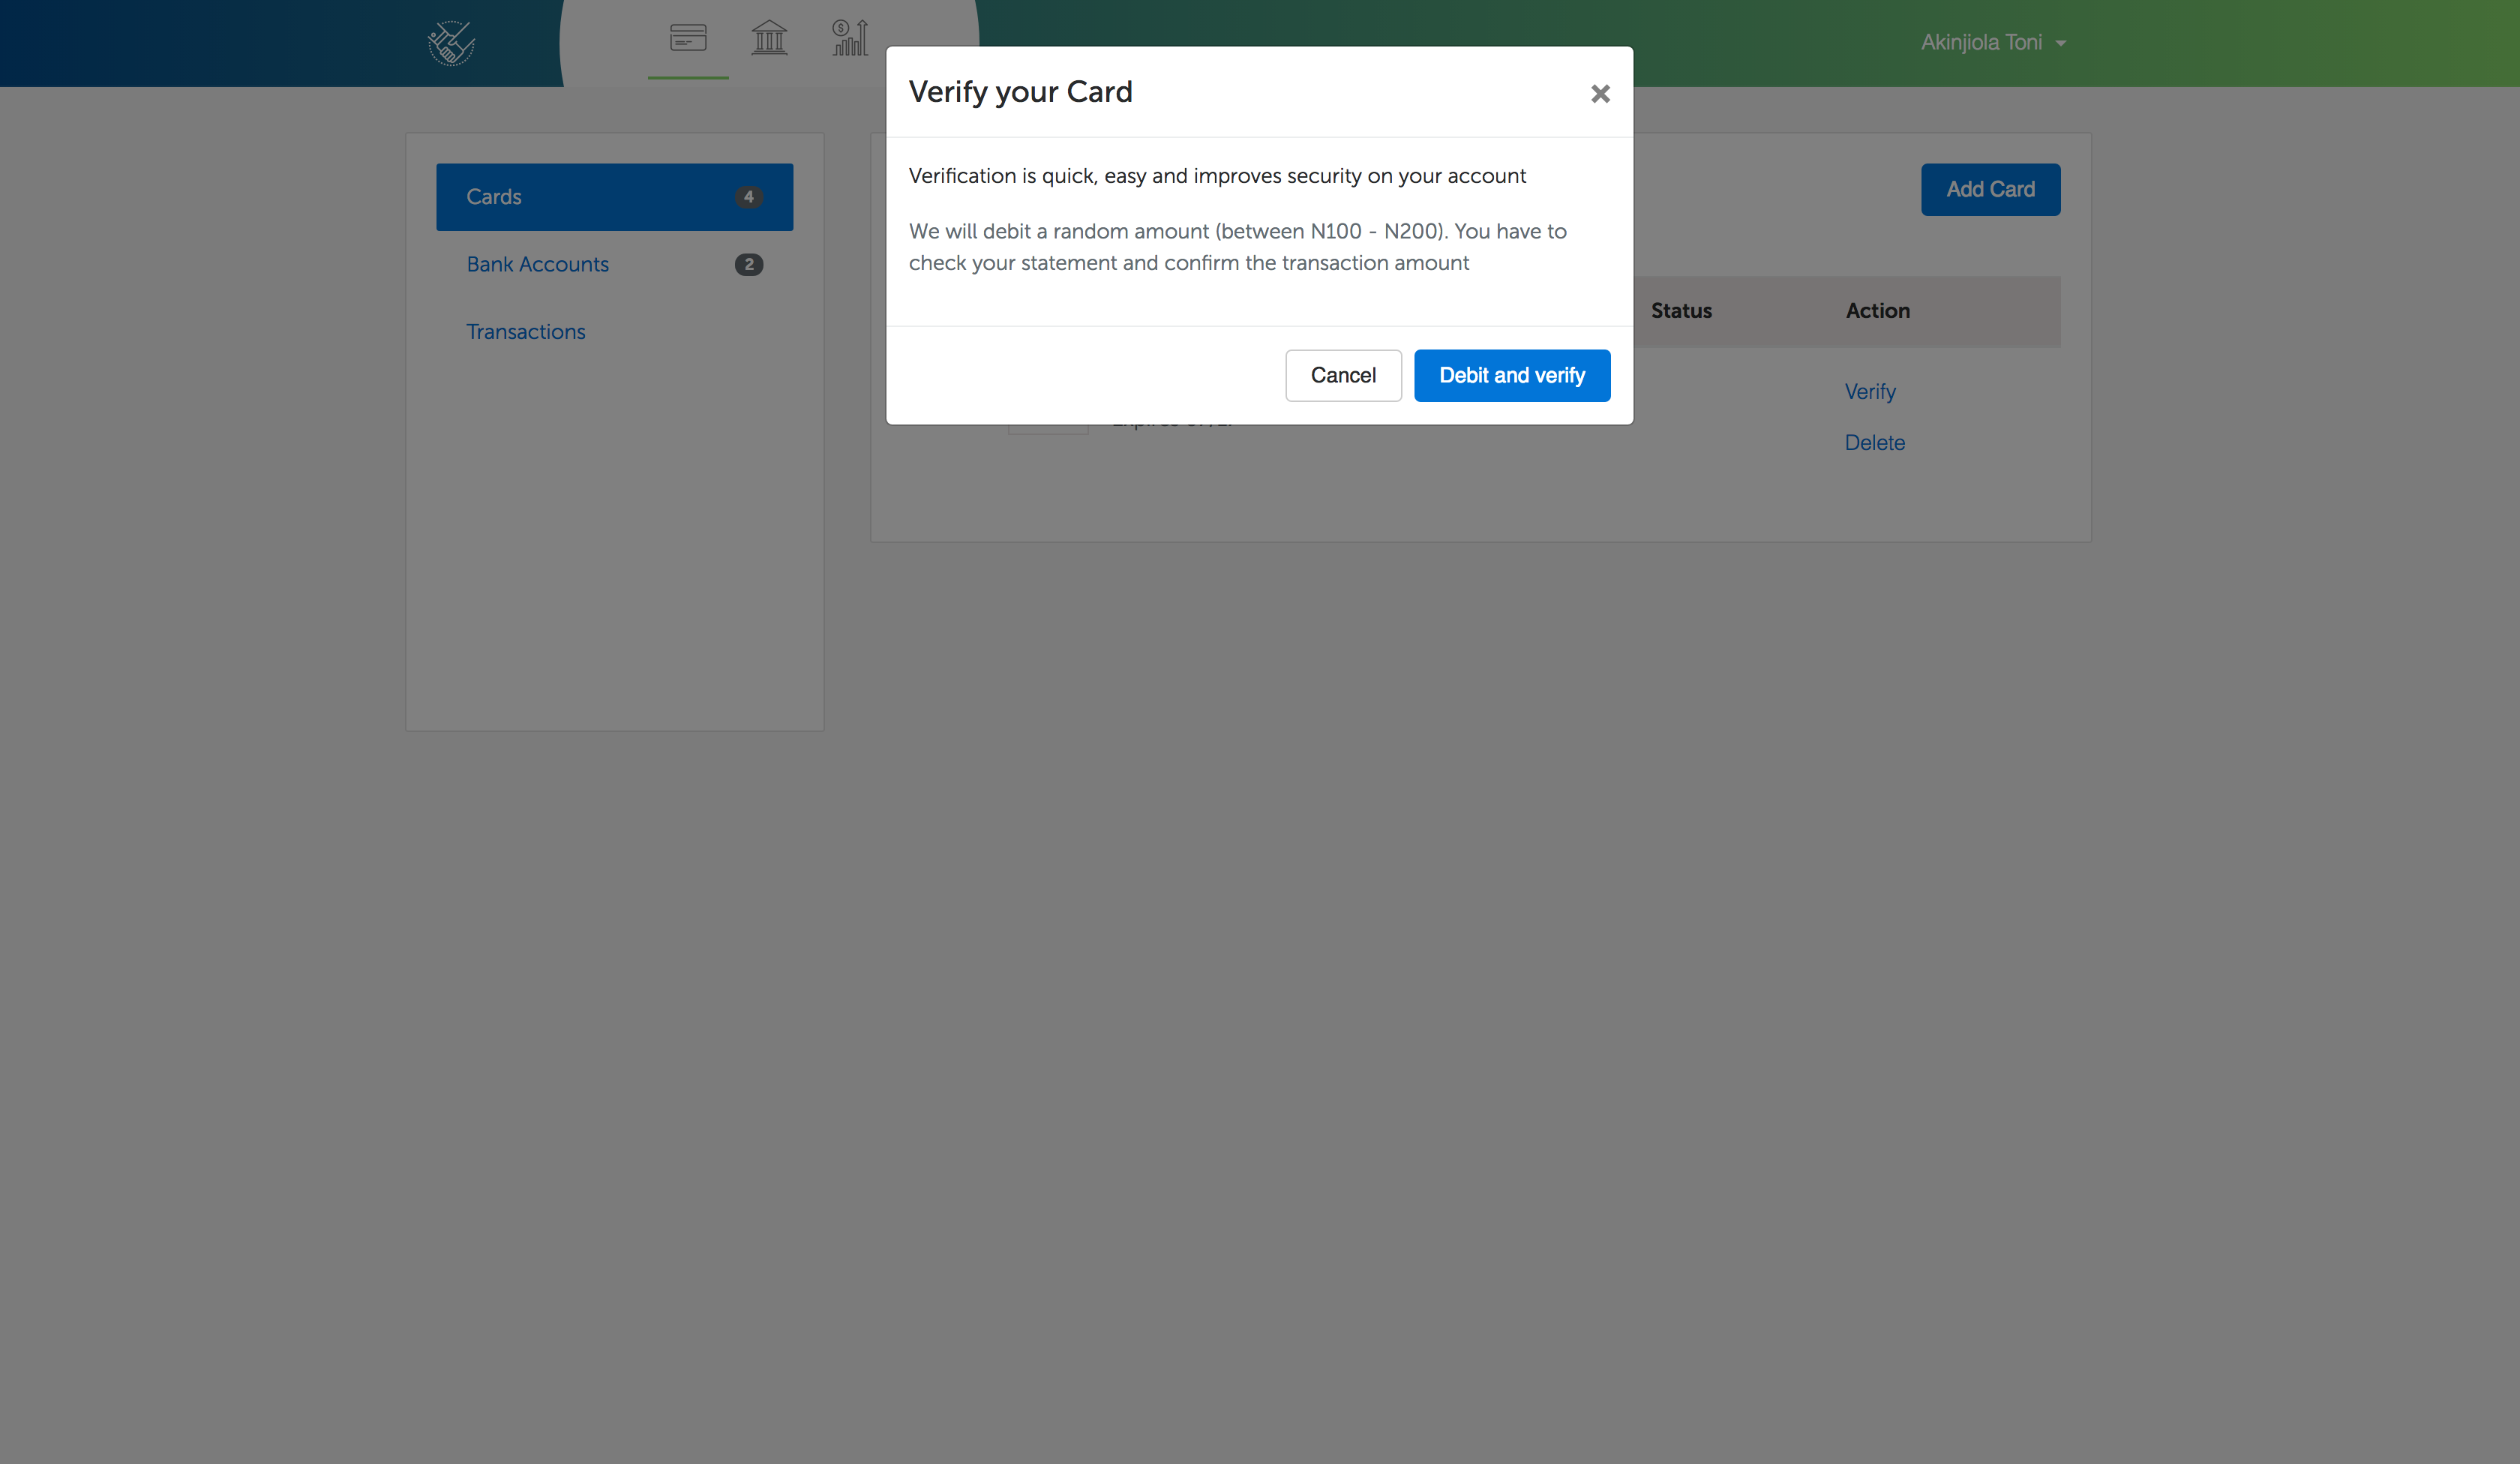 Akinjiola Toni
Verify your Card
×
Verification is quick, easy and improves security on your account
We will debit a random amount (between N100 - N200). You have to
check your statement and confirm the transaction amount
Cancel
Debit and verify
Cards 4
Bank Accounts 2
Transactions
Add Card
Status Action
Verify
Delete